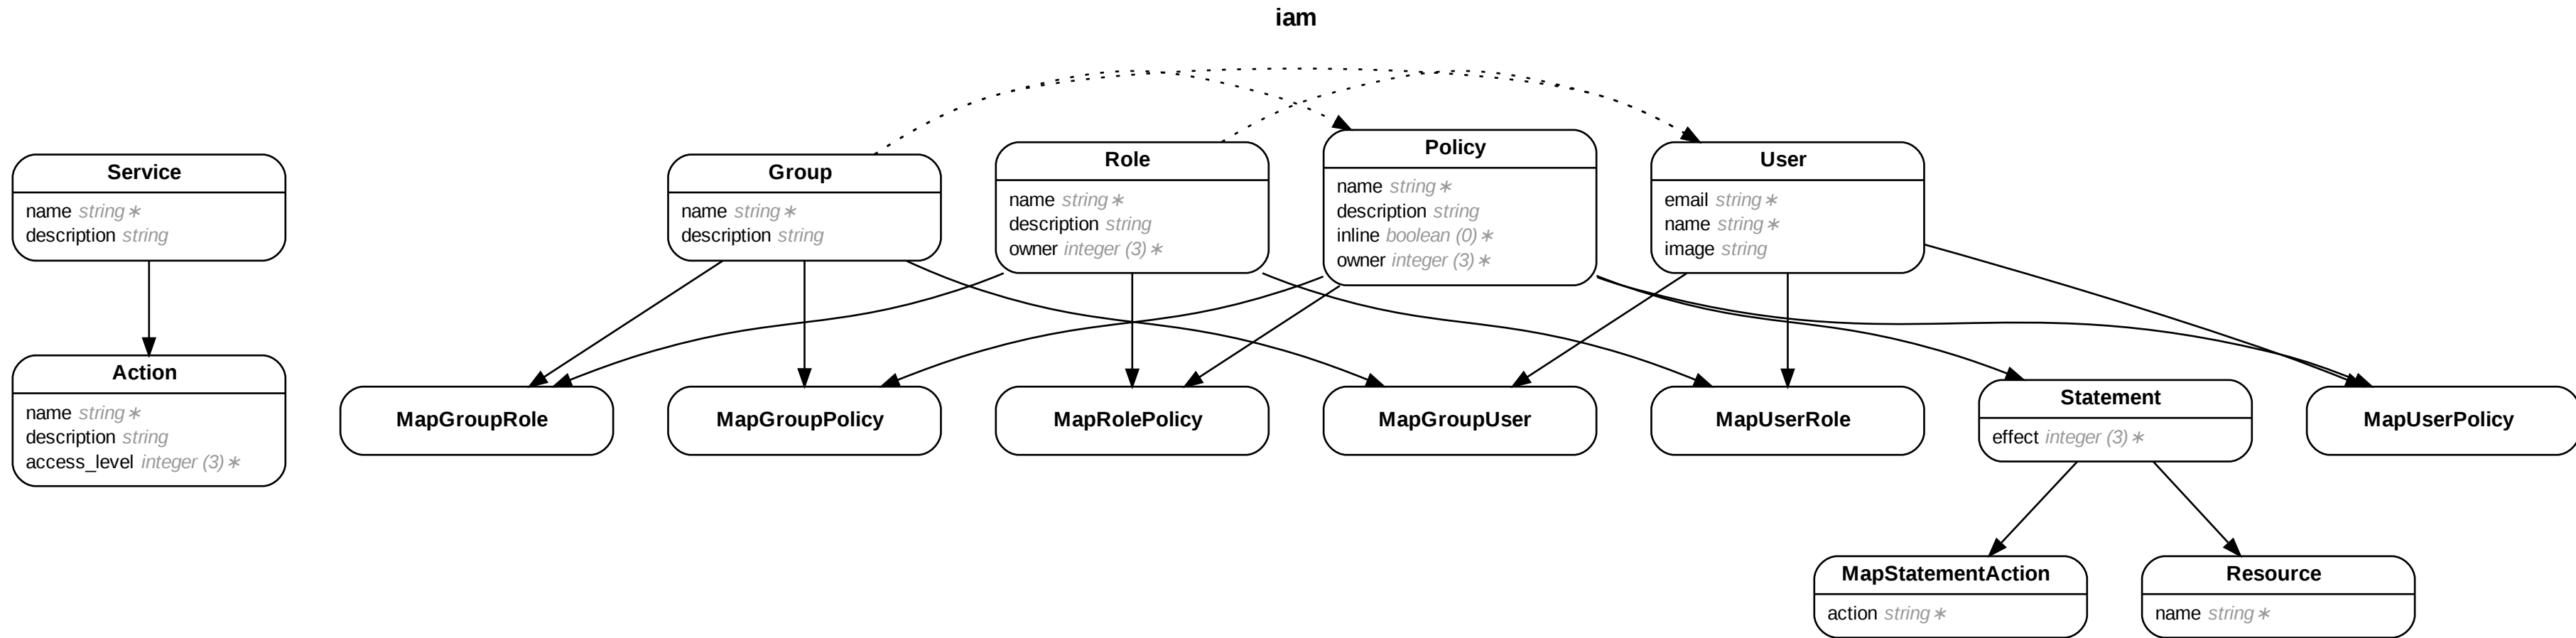 iam
Service
name string∗
description string
Action
name string∗
description string
access_level integer (3)∗
Group
name string∗
description string
Role
name string∗
description string
owner integer (3)∗
Policy
name string∗
description string
inline boolean (0)∗
owner integer (3)∗
User
email string∗
name string∗
image string
MapGroupRole
MapGroupPolicy
MapRolePolicy
MapGroupUser
MapUserRole
Statement
effect integer (3)∗
MapUserPolicy
MapStatementAction
action string∗
Resource
name string∗